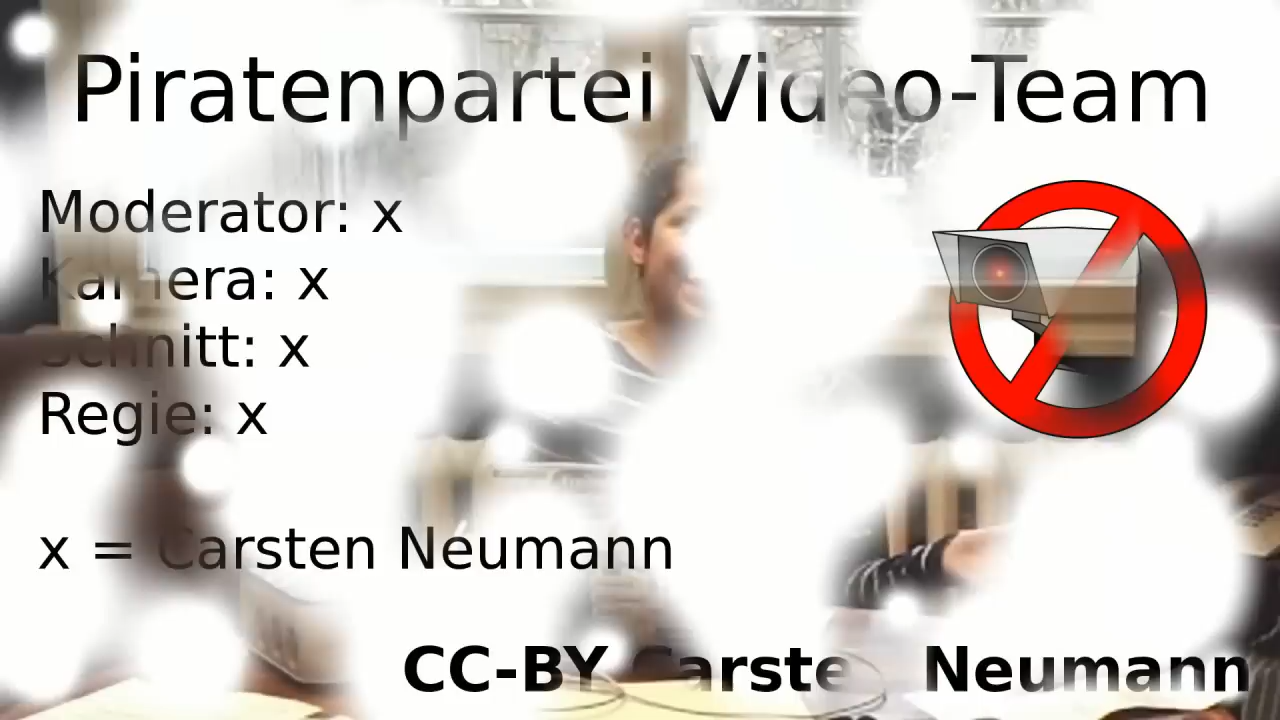 Piratenpartei Video-Team
Moderator: x
Kamera: x
Schnitt: x
Regie: x
x = Carsten Neumann
CC-BY Carsten Neumann